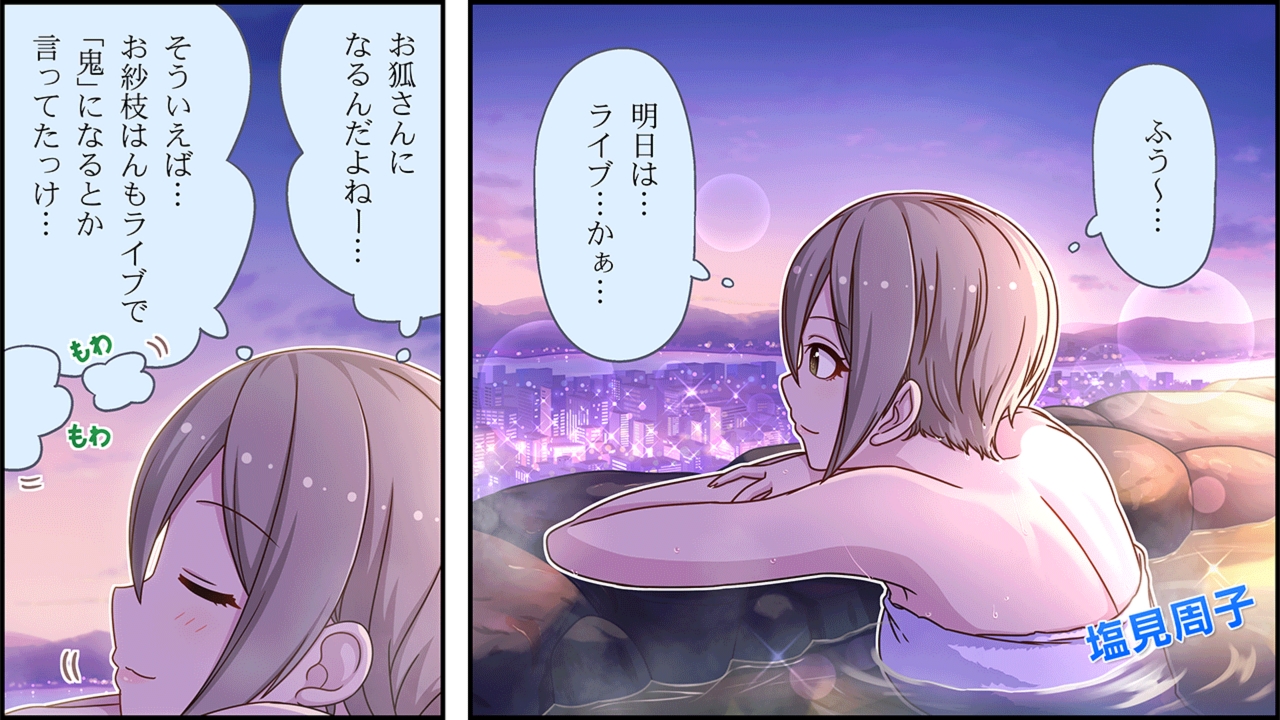 ふう～…
明日は…
ライブ…かぁ…
塩見周子
お狐さんに
なるんだよねー…
そういえば…
お紗枝はんもライブで
「鬼」になるとか
言ってたっけ…
もわ
もわ